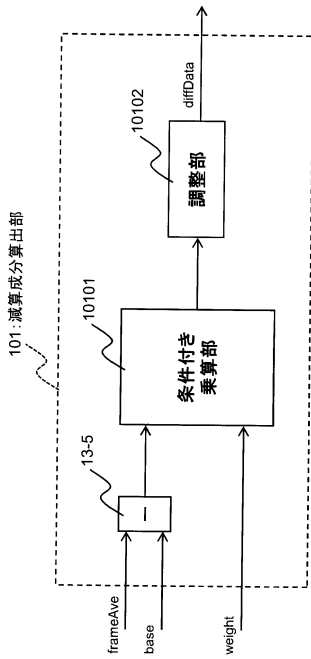 101:減算成分算出部
frameAve
base
weight
13-5
−
10101
条件付き
乗算部
10102
調整部
diffData